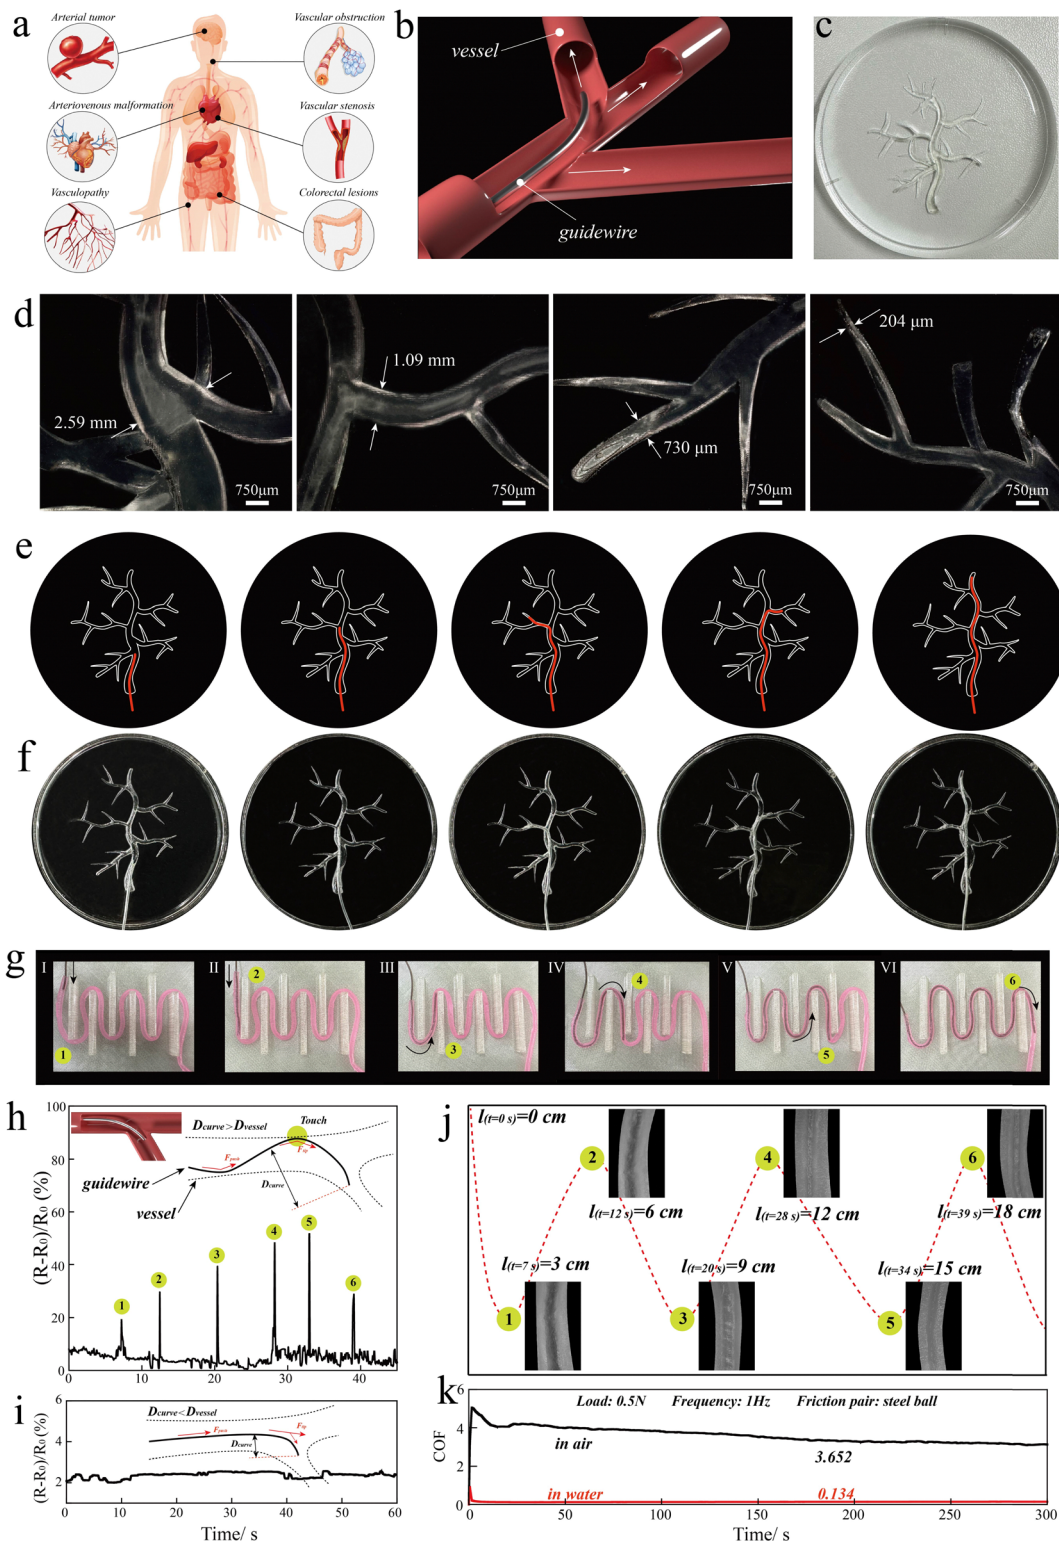 a
Arterial tumor
Vascular obstruction
Arteriovenous malformation
Vascular stenosis
Vasculopathy
Colorectal lesions
b
vessel
guidewire
c
d
2.59 mm
750μm
1.09 mm
750μm
730 μm
750μm
204 μm
750μm
e
f
g
I
1
II
2
III
3
IV
4
V
5
VI
6
h
(R-R0)/R0 (%)
100
80
60
40
20
0
Dcurve>Dvessel
Touch
Fpush
Ftip
Dcurve
guidewire
vessel
1
2
3
4
5
6
0 10 20 30 40 50
i
(R-R0)/R0 (%)
6
4
2
Dcurve<Dvessel
Fpush
Ftip
Dcurve
0 10 20 30 40 50 60
Time/ s
j
l(t=0 s)=0 cm
2
4
6
l(t=12 s)=6 cm
l(t=28 s)=12 cm
l(t=39 s)=18 cm
l(t=7 s)=3 cm
l(t=20 s)=9 cm
l(t=34 s)=15 cm
1
3
5
k
COF
6
4
2
0
Load: 0.5N Frequency: 1Hz Friction pair: steel ball
in air
3.652
in water
0.134
0 50 100 150 200 250 300
Time/ s